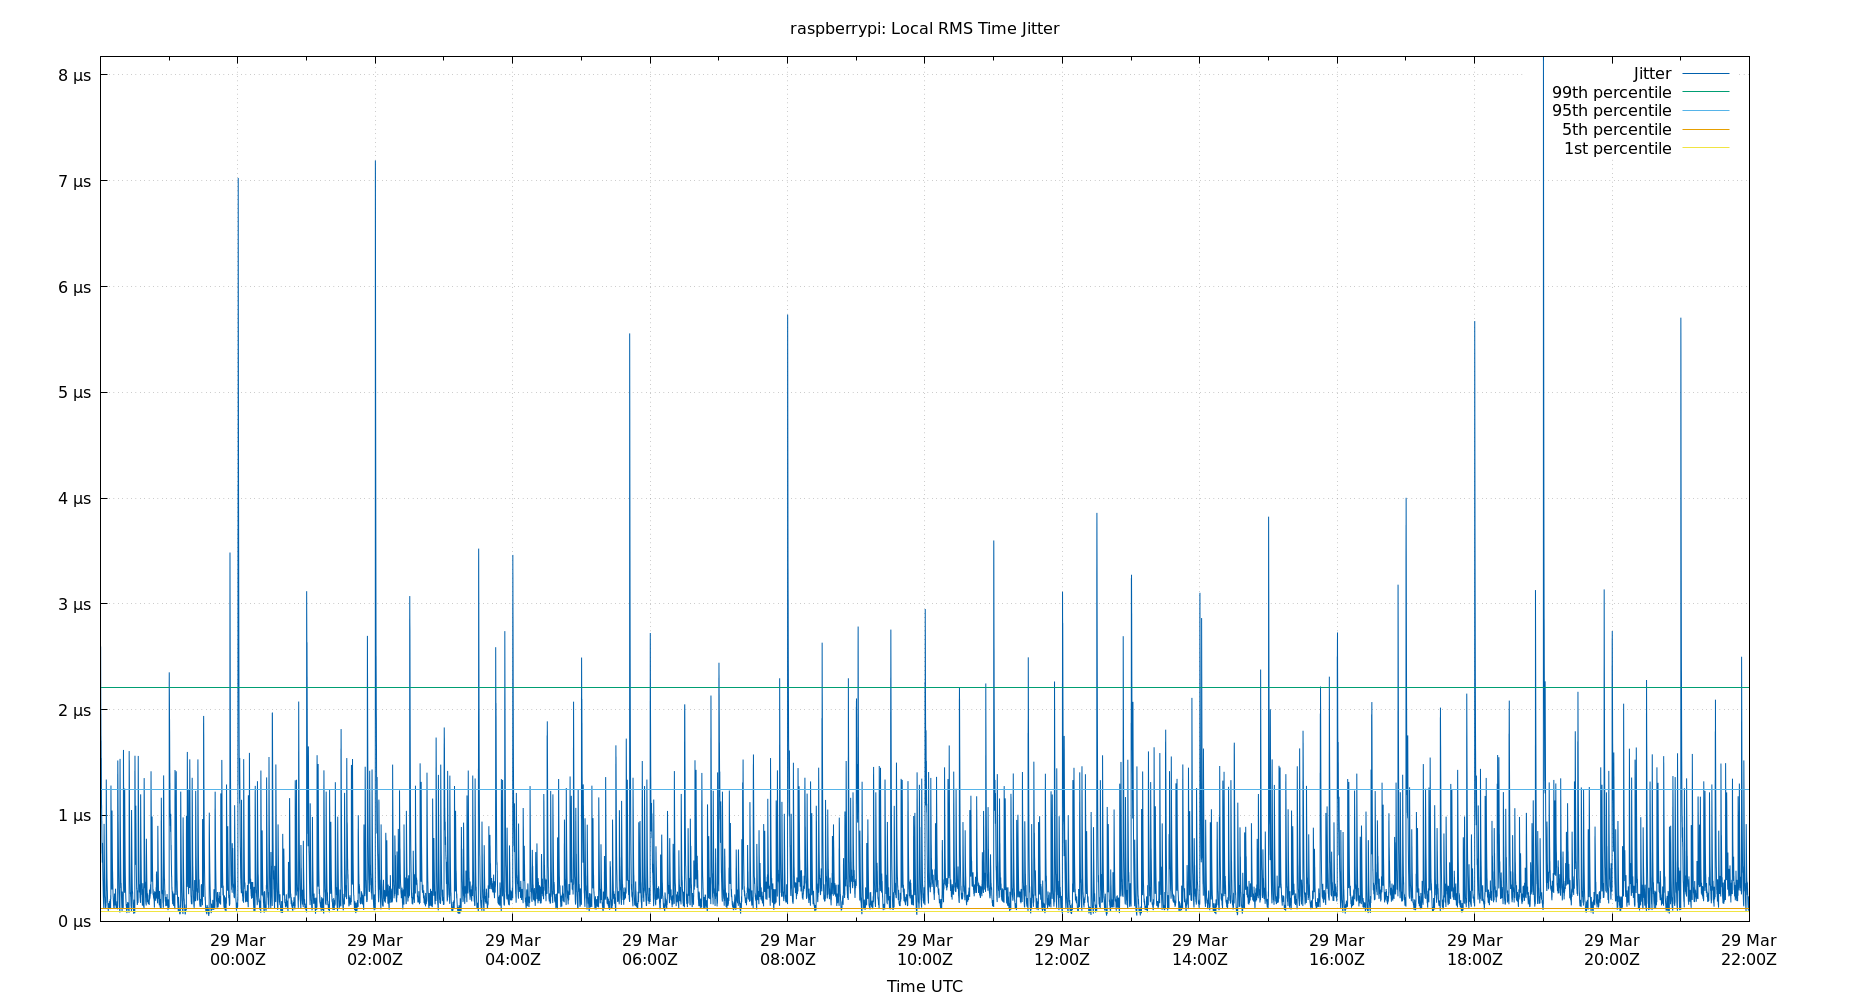 raspberrypi: Local RMS Time Jitter
8 µs
7 µs
6 µs
5 µs
4 µs
3 µs
2 µs
1 µs
0 µs
Jitter
99th percentile
95th percentile
5th percentile
1st percentile
29 Mar 29 Mar 29 Mar 29 Mar 29 Mar 29 Mar 29 Mar 29 Mar 29 Mar 29 Mar 29 Mar 29 Mar
00:00Z 02:00Z 04:00Z 06:00Z 08:00Z 10:00Z 12:00Z 14:00Z 16:00Z 18:00Z 20:00Z 22:00Z
Time UTC